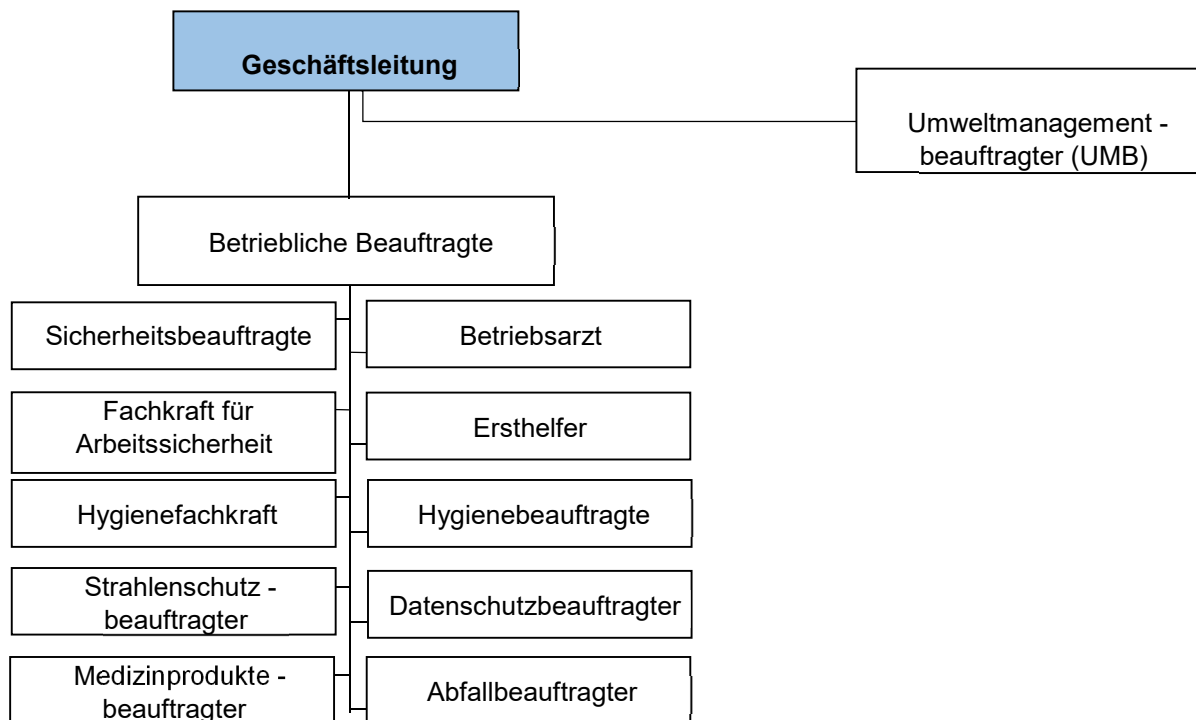 Geschäftsleitung
Umweltmanagement -
beauftragter (UMB)
Betriebliche Beauftragte
Sicherheitsbeauftragte
Betriebsarzt
Fachkraft für
Arbeitssicherheit
Ersthelfer
Hygienefachkraft
Hygienebeauftragte
Strahlenschutz -
beauftragter
Datenschutzbeauftragter
Medizinprodukte -
beauftragter
Abfallbeauftragter